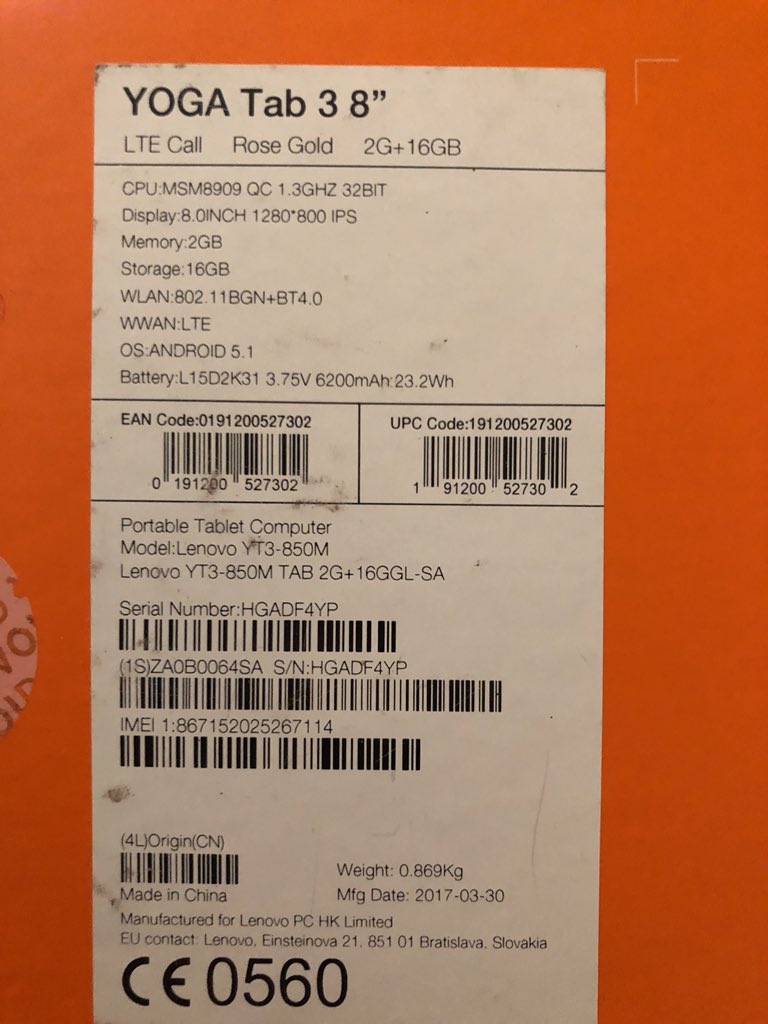 YOGA Tab 3 8”
LTE Call Rose Gold 2G+16GB
CPU:MSM8909 QC 1.3GHZ 32BIT
Display:8.0INCH 1280*800 IPS
Memory:2GB
Storage:16GB
WLAN:802.11BGN+BT4.0
WWAN:LTE
OS:ANDROID 5.1
Battery:L15D2K31 3.75V 6200mAh 23.2Wh
EAN Code:0191200527302
0 191200 527302
UPC Code:191200527302
1 91200 52730 2
Portable Tablet Computer
Model:Lenovo YT3-850M
Lenovo YT3-850M TAB 2G+16GGL-SA
Serial Number:HGADF4YP
(1S)ZA0B0064SA S/N:HGADF4YP
IMEI 1:867152025267114
(4L)Origin(CN)
Made in China
Weight: 0.869Kg
Mfg Date: 2017-03-30
Manufactured for Lenovo PC HK Limited
EU contact: Lenovo, Einsteinova 21, 851 01 Bratislava. Slovakia
CE 0560